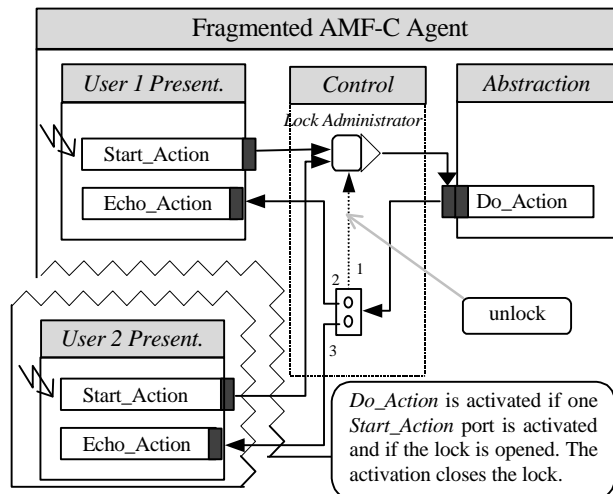 Fragmented AMF-C Agent
User 1 Present.
Control
Abstraction
Lock Administrator
Start_Action
Echo_Action
Do_Action
1
2
3
unlock
User 2 Present.
Start_Action
Echo_Action
Do_Action is activated if one
Start_Action port is activated
and if the lock is opened. The
activation closes the lock.